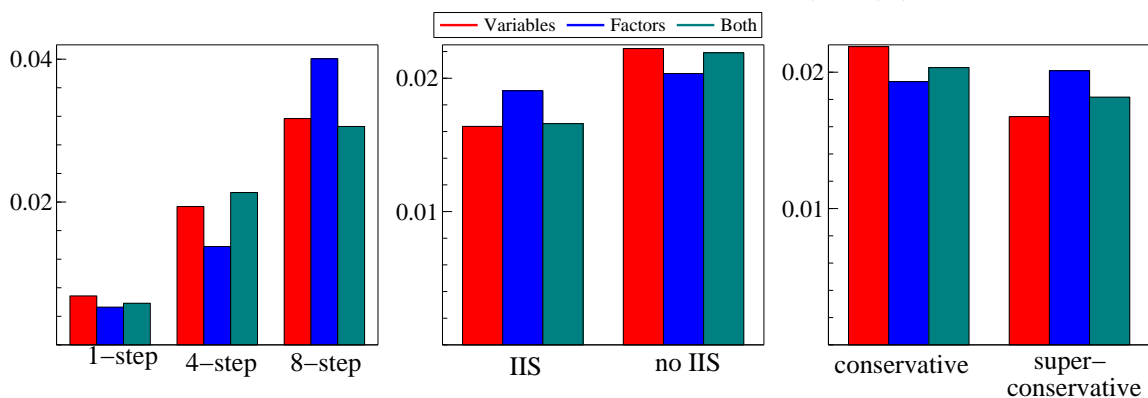 Variables Factors Both
0.04
0.02
1−step 4−step 8−step
0.02
0.01
IIS no IIS
0.02
0.01
conservative super−
conservative